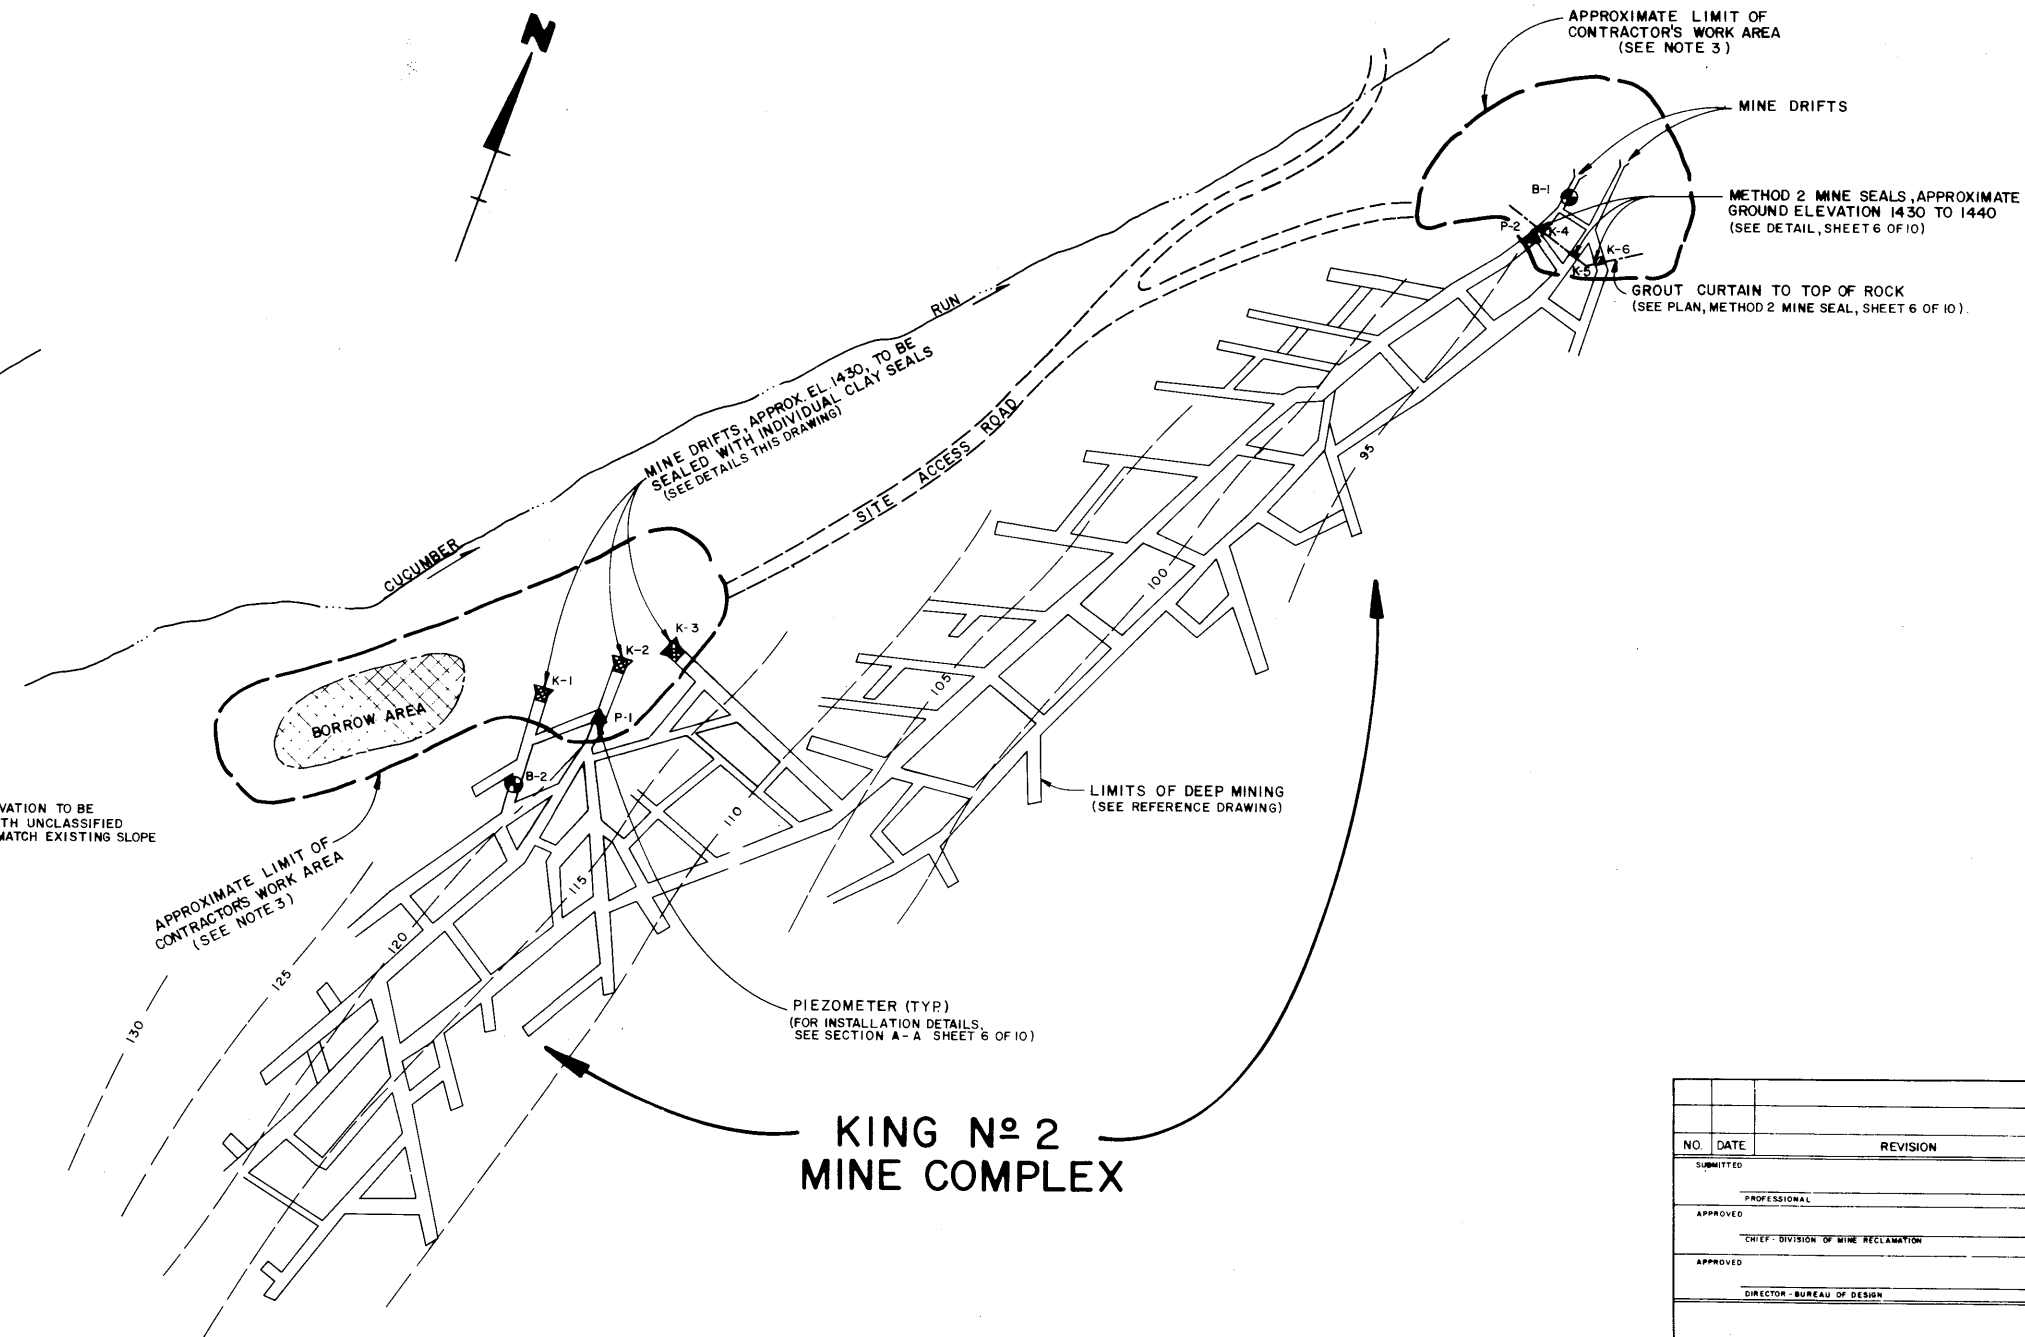 N
APPROXIMATE LIMIT OF
CONTRACTOR'S WORK AREA
(SEE NOTE 3)
MINE DRIFTS
B-1
METHOD 2 MINE SEALS, APPROXIMATE
GROUND ELEVATION 1430 TO 1440
(SEE DETAIL, SHEET 6 OF 10)
P-2
K-4
K-6
K-5
GROUT CURTAIN TO TOP OF ROCK
(SEE PLAN, METHOD 2 MINE SEAL, SHEET 6 OF 10).
RUN
MINE DRIFTS, APPROX. EL. 1430, TO BE
SEALED WITH INDIVIDUAL CLAY SEALS
(SEE DETAILS THIS DRAWING)
SITE ACCESS ROAD
95
CUCUMBER
100
K-3
K-2
K-1
105
BORROW AREA
P-1
B-2
LIMITS OF DEEP MINING
(SEE REFERENCE DRAWING)
110
VATION TO BE
TH UNCLASSIFIED
MATCH EXISTING SLOPE
APPROXIMATE LIMIT OF
CONTRACTORS WORK AREA
(SEE NOTE 3)
115
120
125
130
PIEZOMETER (TYP.)
(FOR INSTALLATION DETAILS,
SEE SECTION A-A SHEET 6 OF 10)
KING Nº 2
MINE COMPLEX
NO. DATE REVISION
SUBMITTED
PROFESSIONAL
APPROVED
CHIEF - DIVISION OF MINE RECLAMATION
APPROVED
DIRECTOR - BUREAU OF DESIGN